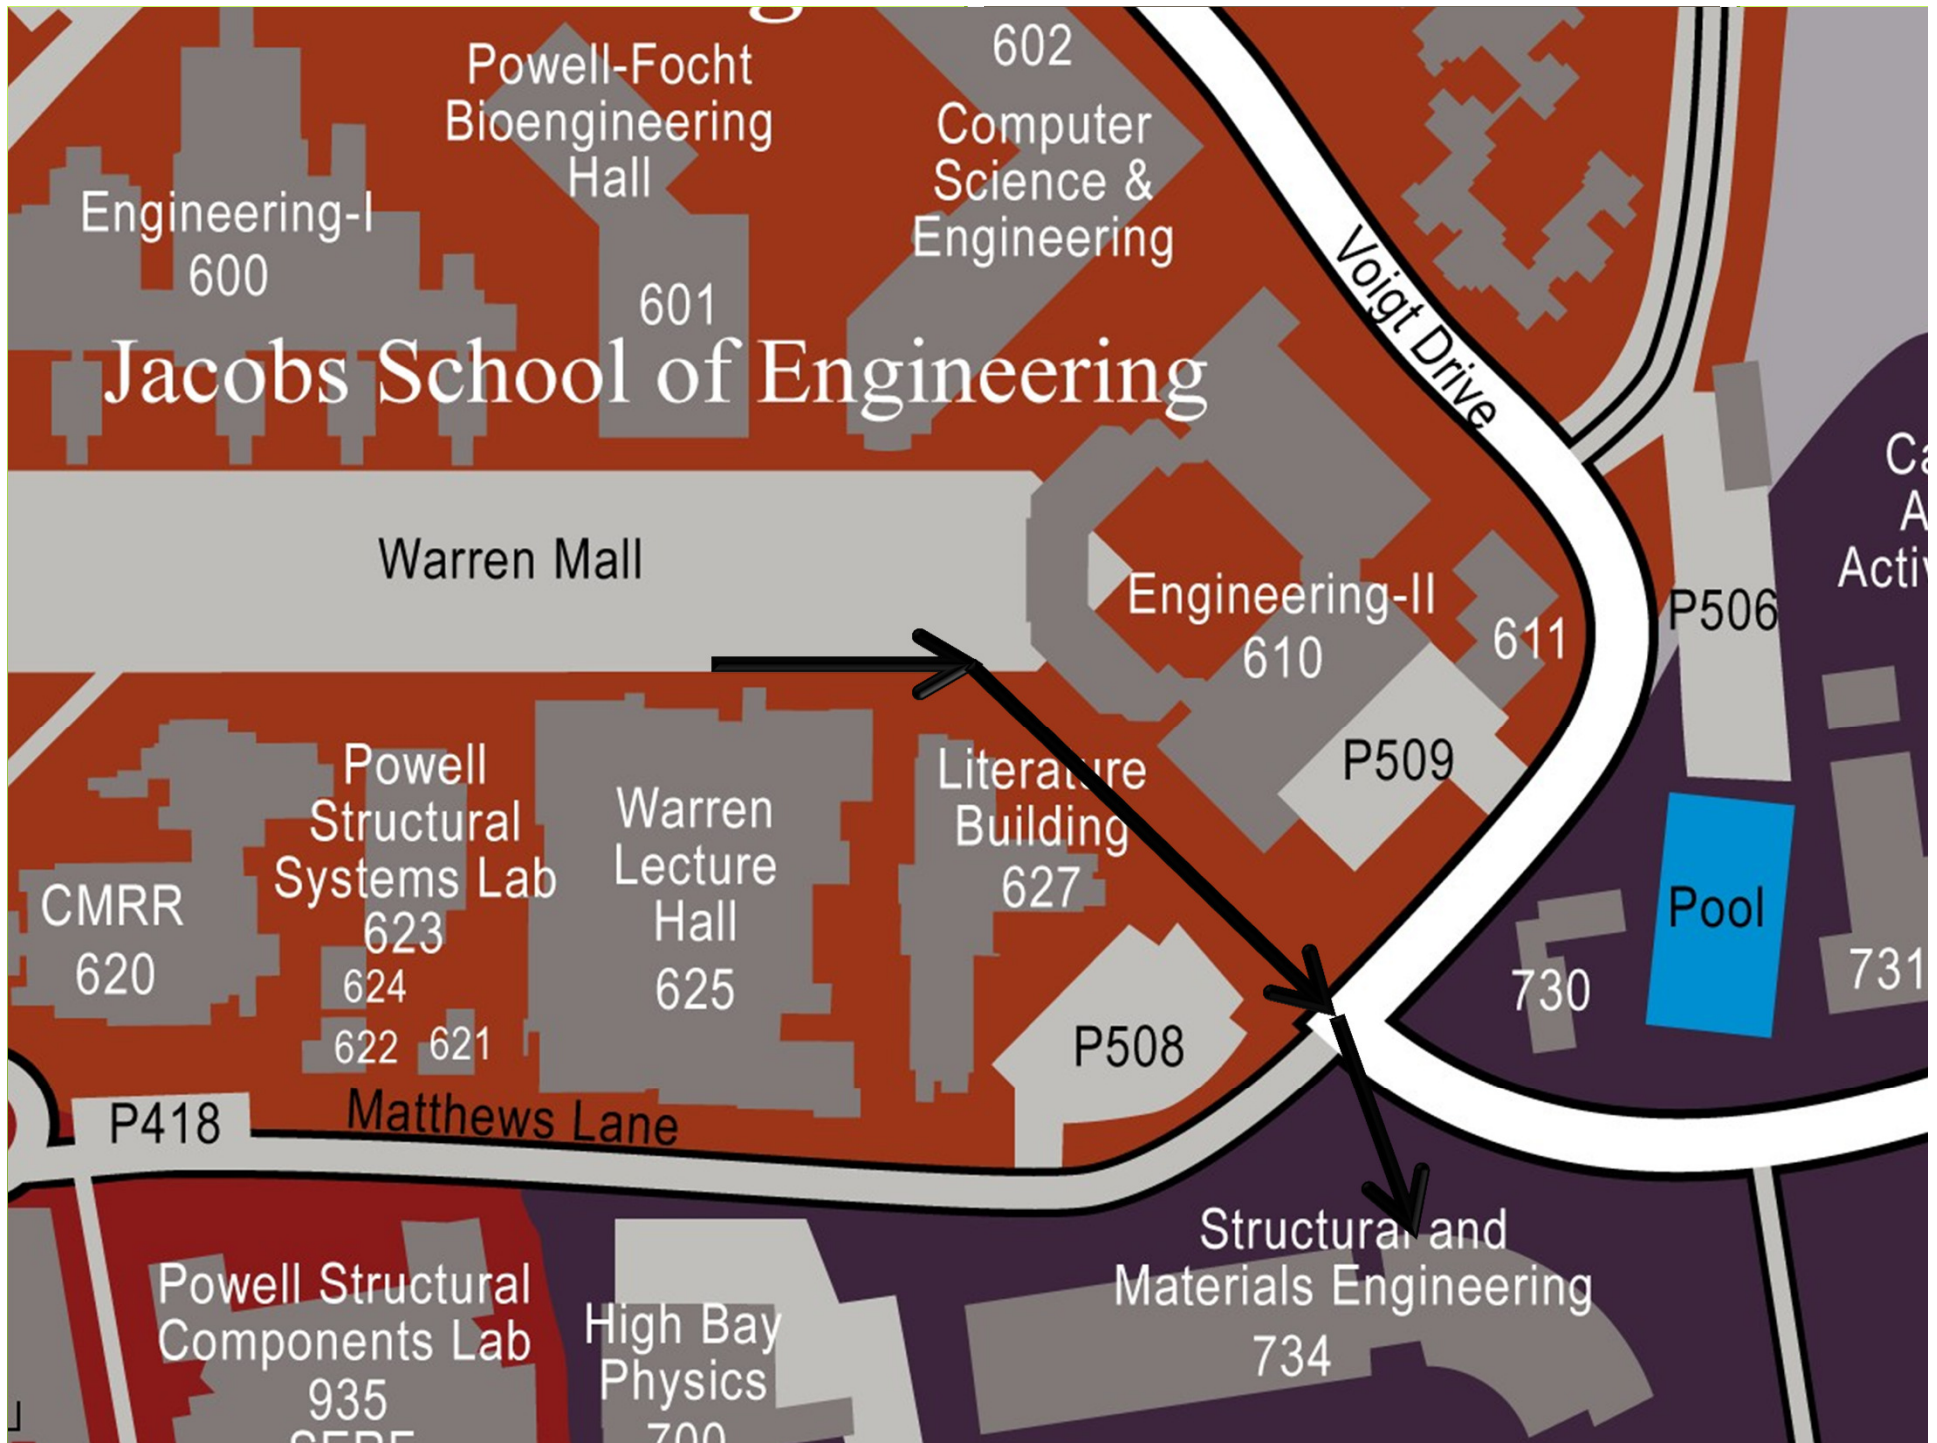 602
Powell-Focht
Bioengineering
Hall
601
Computer
Science &
Engineering
Engineering-I
600
Voigt Drive
Jacobs School of Engineering
Warren Mall
Engineering-II
610
611
P506
P509
Powell
Structural
Systems Lab
623
624
622
621
Warren
Lecture
Hall
625
Literature
Building
627
CMRR
620
Pool
730
731
P508
P418
Matthews Lane
Structural and
Materials Engineering
734
Powell Structural
Components Lab
935
High Bay
Physics
700